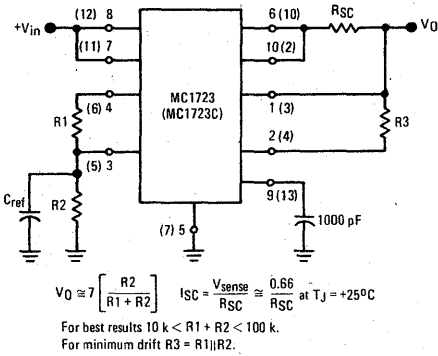 (12) 8
6 (10)
RSC
VO
+Vin
(11) 7
10 (2)
(6) 4
MC1723
(MC1723C)
1 (3)
R1
R3
2 (4)
(5) 3
9 (13)
Cref
R2
(7) 5
1000 pF
VO ≅ 7 [ R2 / R1 + R2 ] ISC = Vsense / RSC ≅ 0.66 / RSC at TJ = +25°C
For best results 10 k < R1 + R2 < 100 k.
For minimum drift R3 = R1||R2.